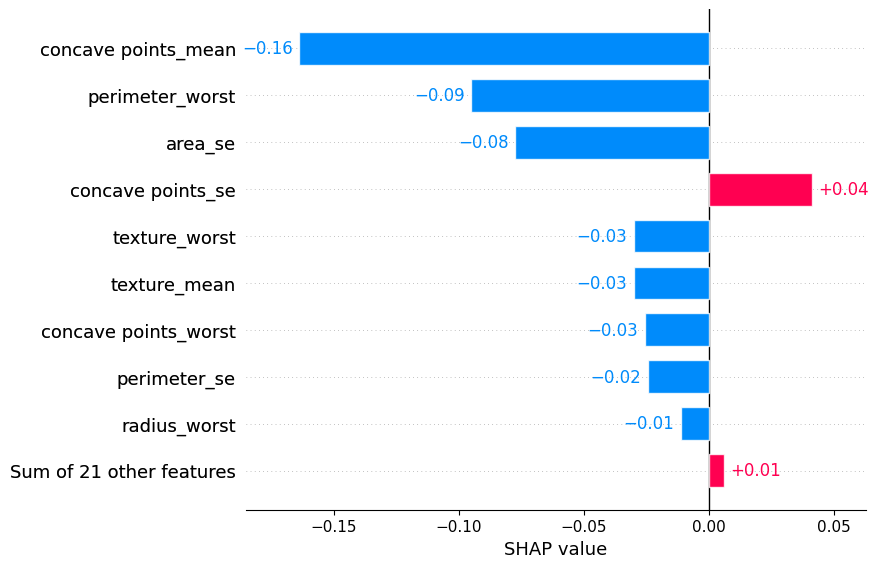 concave points_mean −0.16
perimeter_worst −0.09
area_se −0.08
concave points_se +0.04
texture_worst −0.03
texture_mean −0.03
concave points_worst −0.03
perimeter_se −0.02
radius_worst −0.01
Sum of 21 other features +0.01
−0.15 −0.10 −0.05 0.00 0.05
SHAP value